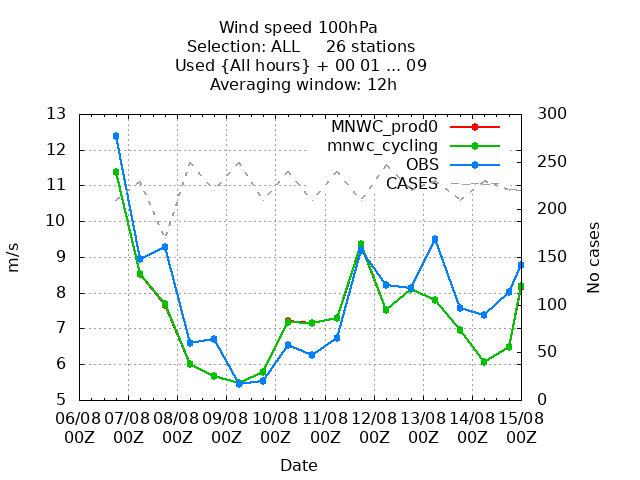 Wind speed 100hPa
Selection: ALL     26 stations
Used {All hours} + 00 01 ... 09
Averaging window: 12h
13
12
11
10
9
8
7
6
5
m/s
300
250
200
150
100
50
0
No cases
MNWC_prod0
mnwc_cycling
OBS
CASES
06/08 07/08 08/08 09/08 10/08 11/08 12/08 13/08 14/08 15/08
00Z 00Z 00Z 00Z 00Z 00Z 00Z 00Z 00Z 00Z
Date